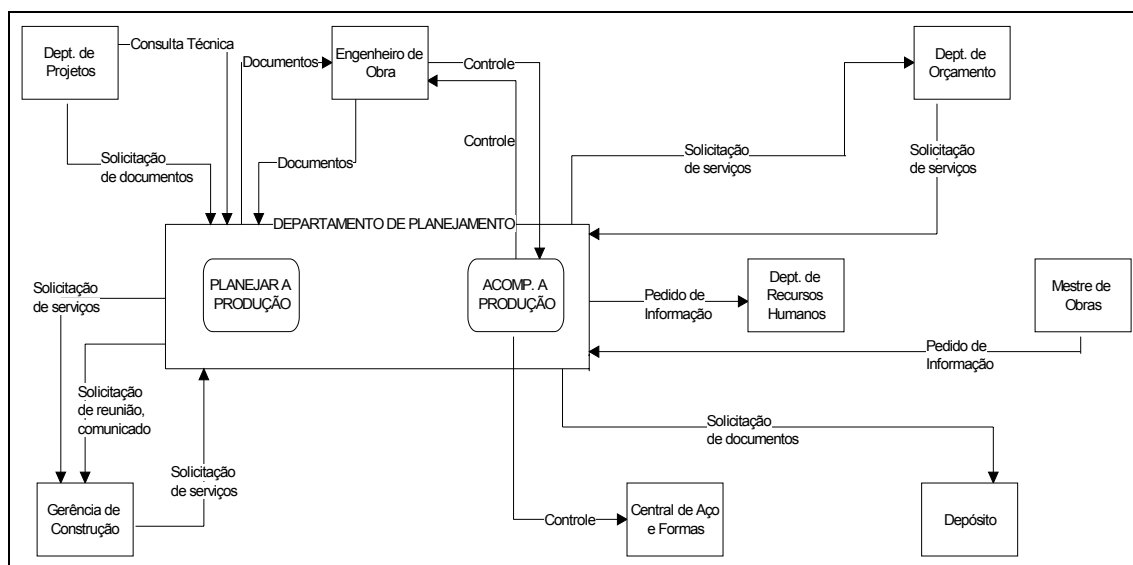 Dept. de
Projetos
Consulta Técnica
Documentos
Engenheiro de
Obra
Controle
Dept. de
Orçamento
Controle
Solicitação
de documentos
Documentos
Solicitação
de serviços
Solicitação
de serviços
DEPARTAMENTO DE PLANEJAMENTO
PLANEJAR A
PRODUÇÃO
ACOMP. A
PRODUÇÃO
Solicitação
de serviços
Pedido de
Informação
Dept. de
Recursos
Humanos
Mestre de
Obras
Pedido de
Informação
Solicitação
de reunião,
comunicado
Solicitação
de documentos
Solicitação
de serviços
Gerência de
Construção
Controle
Central de Aço
e Formas
Depósito